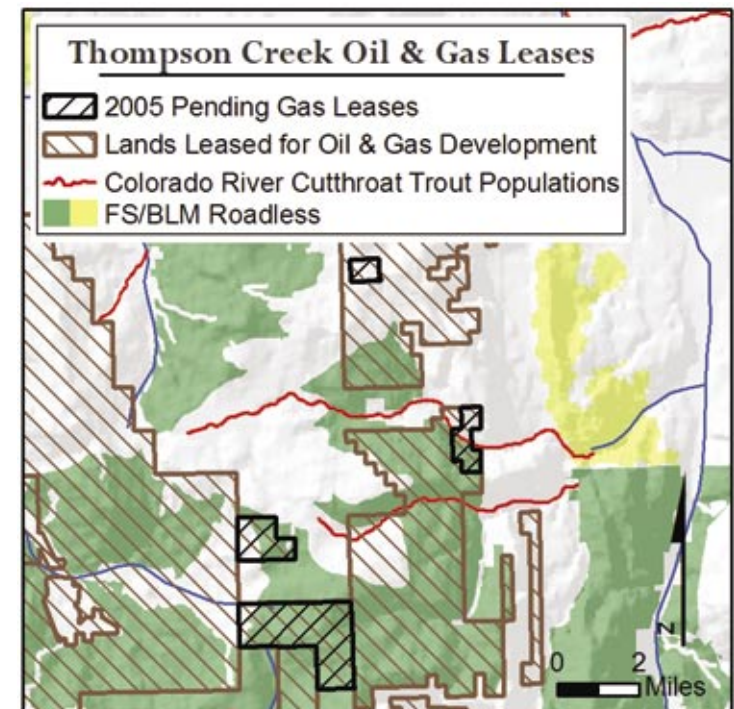 Thompson Creek Oil & Gas Leases
2005 Pending Gas Leases
Lands Leased for Oil & Gas Development
Colorado River Cutthroat Trout Populations
FS/BLM Roadless
N
0 2
Miles